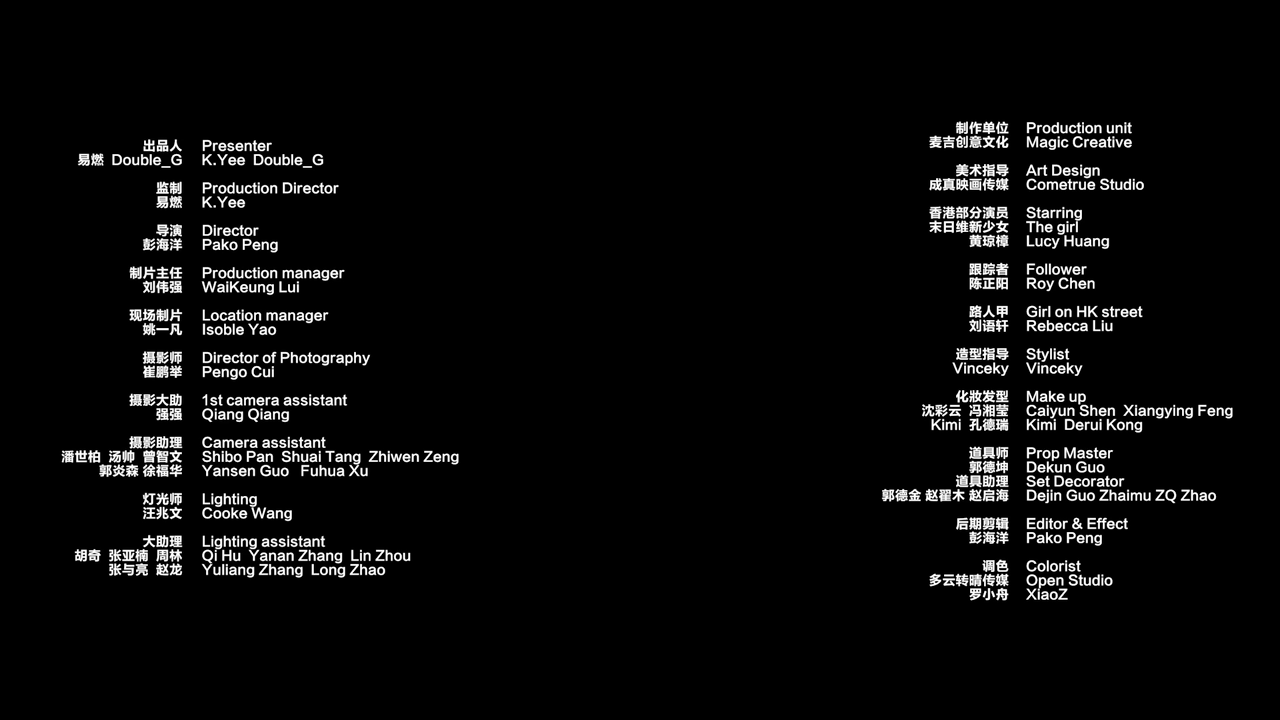 出品人 Presenter
易燃 Double_G K.Yee Double_G
监制 Production Director
易燃 K.Yee
导演 Director
彭海洋 Pako Peng
制片主任 Production manager
刘伟强 WaiKeung Lui
现场制片 Location manager
姚一凡 Isoble Yao
摄影师 Director of Photography
崔鹏举 Pengo Cui
摄影大助 1st camera assistant
强强 Qiang Qiang
摄影助理 Camera assistant
潘世柏 汤帅 曾智文 Shibo Pan Shuai Tang Zhiwen Zeng
郭炎森 徐福华 Yansen Guo Fuhua Xu
灯光师 Lighting
汪兆文 Cooke Wang
大助理 Lighting assistant
胡奇 张亚楠 周林 Qi Hu Yanan Zhang Lin Zhou
张与亮 赵龙 Yuliang Zhang Long Zhao
制作单位 Production unit
麦吉创意文化 Magic Creative
美术指导 Art Design
成真映画传媒 Cometrue Studio
香港部分演员 Starring
末日维新少女 The girl
黄琼樟 Lucy Huang
跟踪者 Follower
陈正阳 Roy Chen
路人甲 Girl on HK street
刘语轩 Rebecca Liu
造型指导 Stylist
Vinceky Vinceky
化妝发型 Make up
沈彩云 冯湘莹 Caiyun Shen Xiangying Feng
Kimi 孔德瑞 Kimi Derui Kong
道具师 Prop Master
郭德坤 Dekun Guo
道具助理 Set Decorator
郭德金 赵翟木 赵启海 Dejin Guo Zhaimu ZQ Zhao
后期剪辑 Editor & Effect
彭海洋 Pako Peng
调色 Colorist
多云转晴传媒 Open Studio
罗小舟 XiaoZ